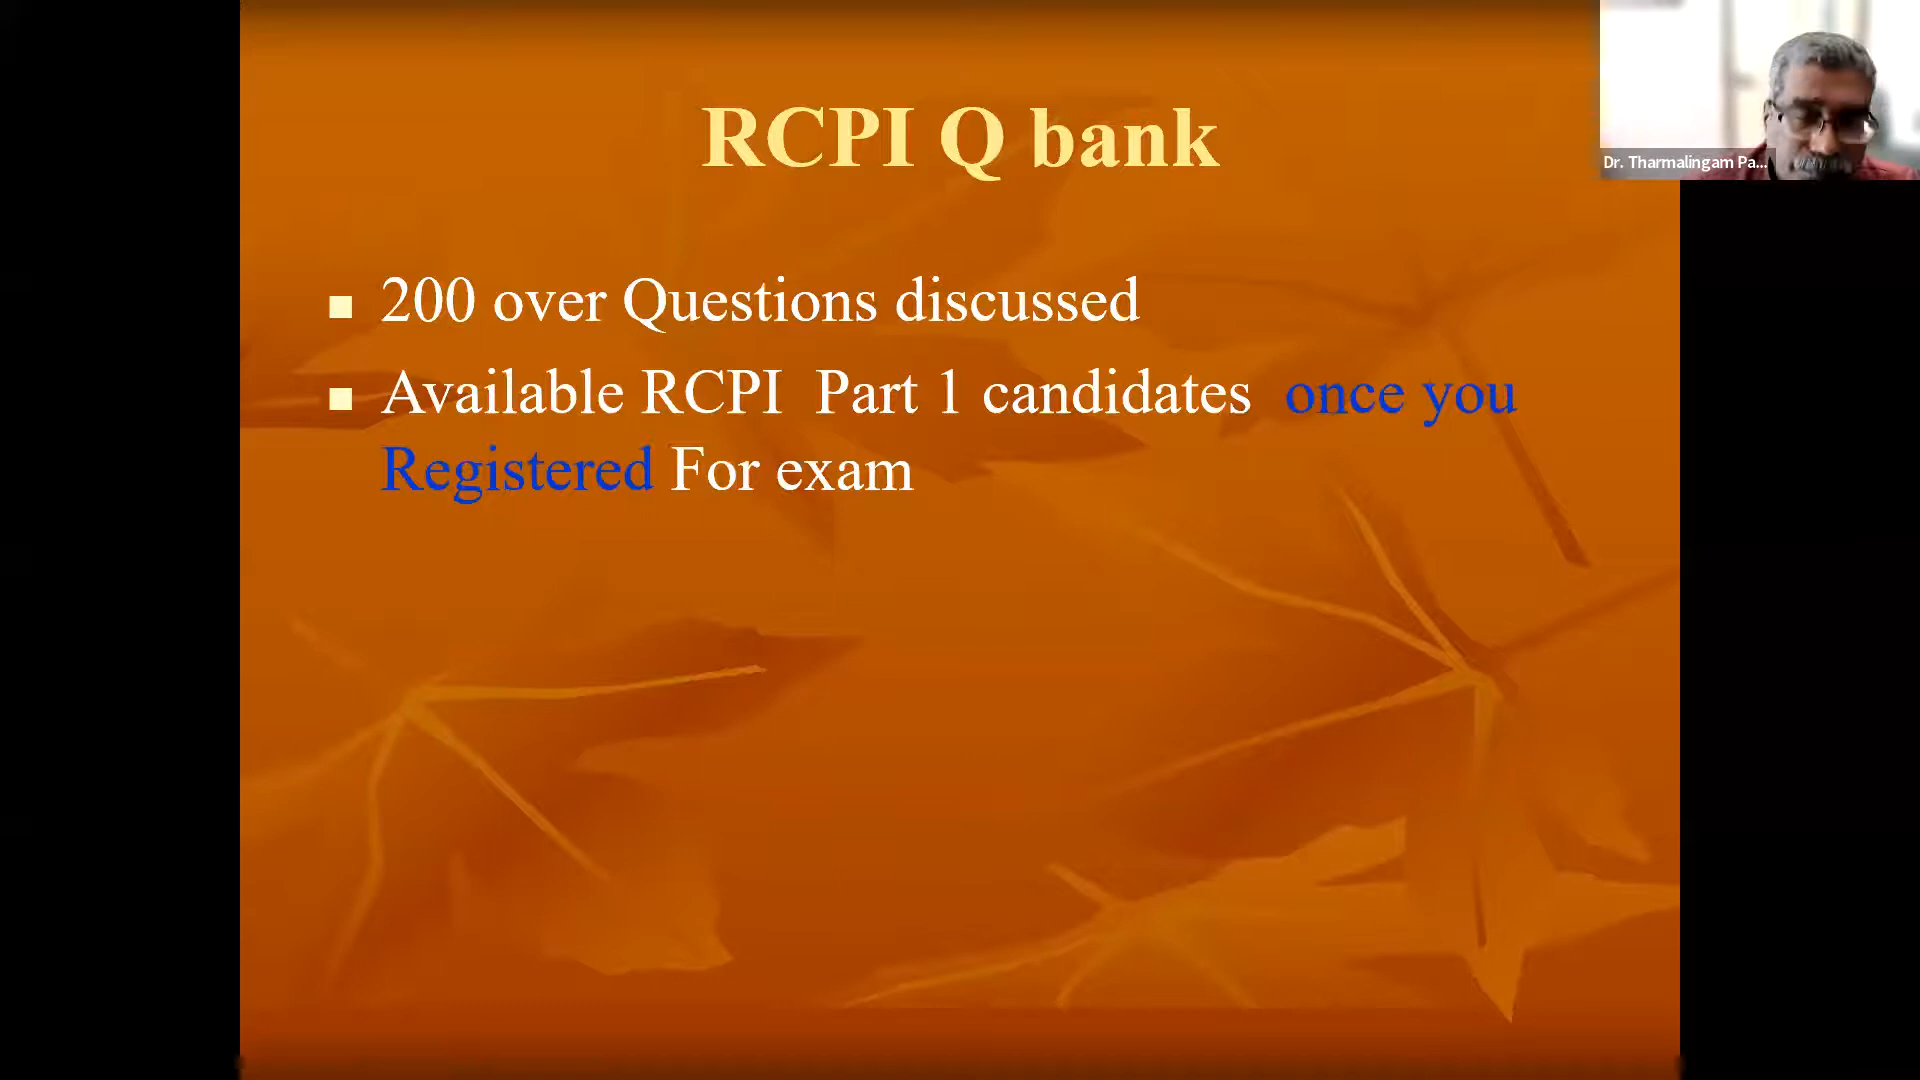 RCPI Q bank
Dr. Tharmalingam Pa...
200 over Questions discussed
Available RCPI Part 1 candidates once you
Registered For exam